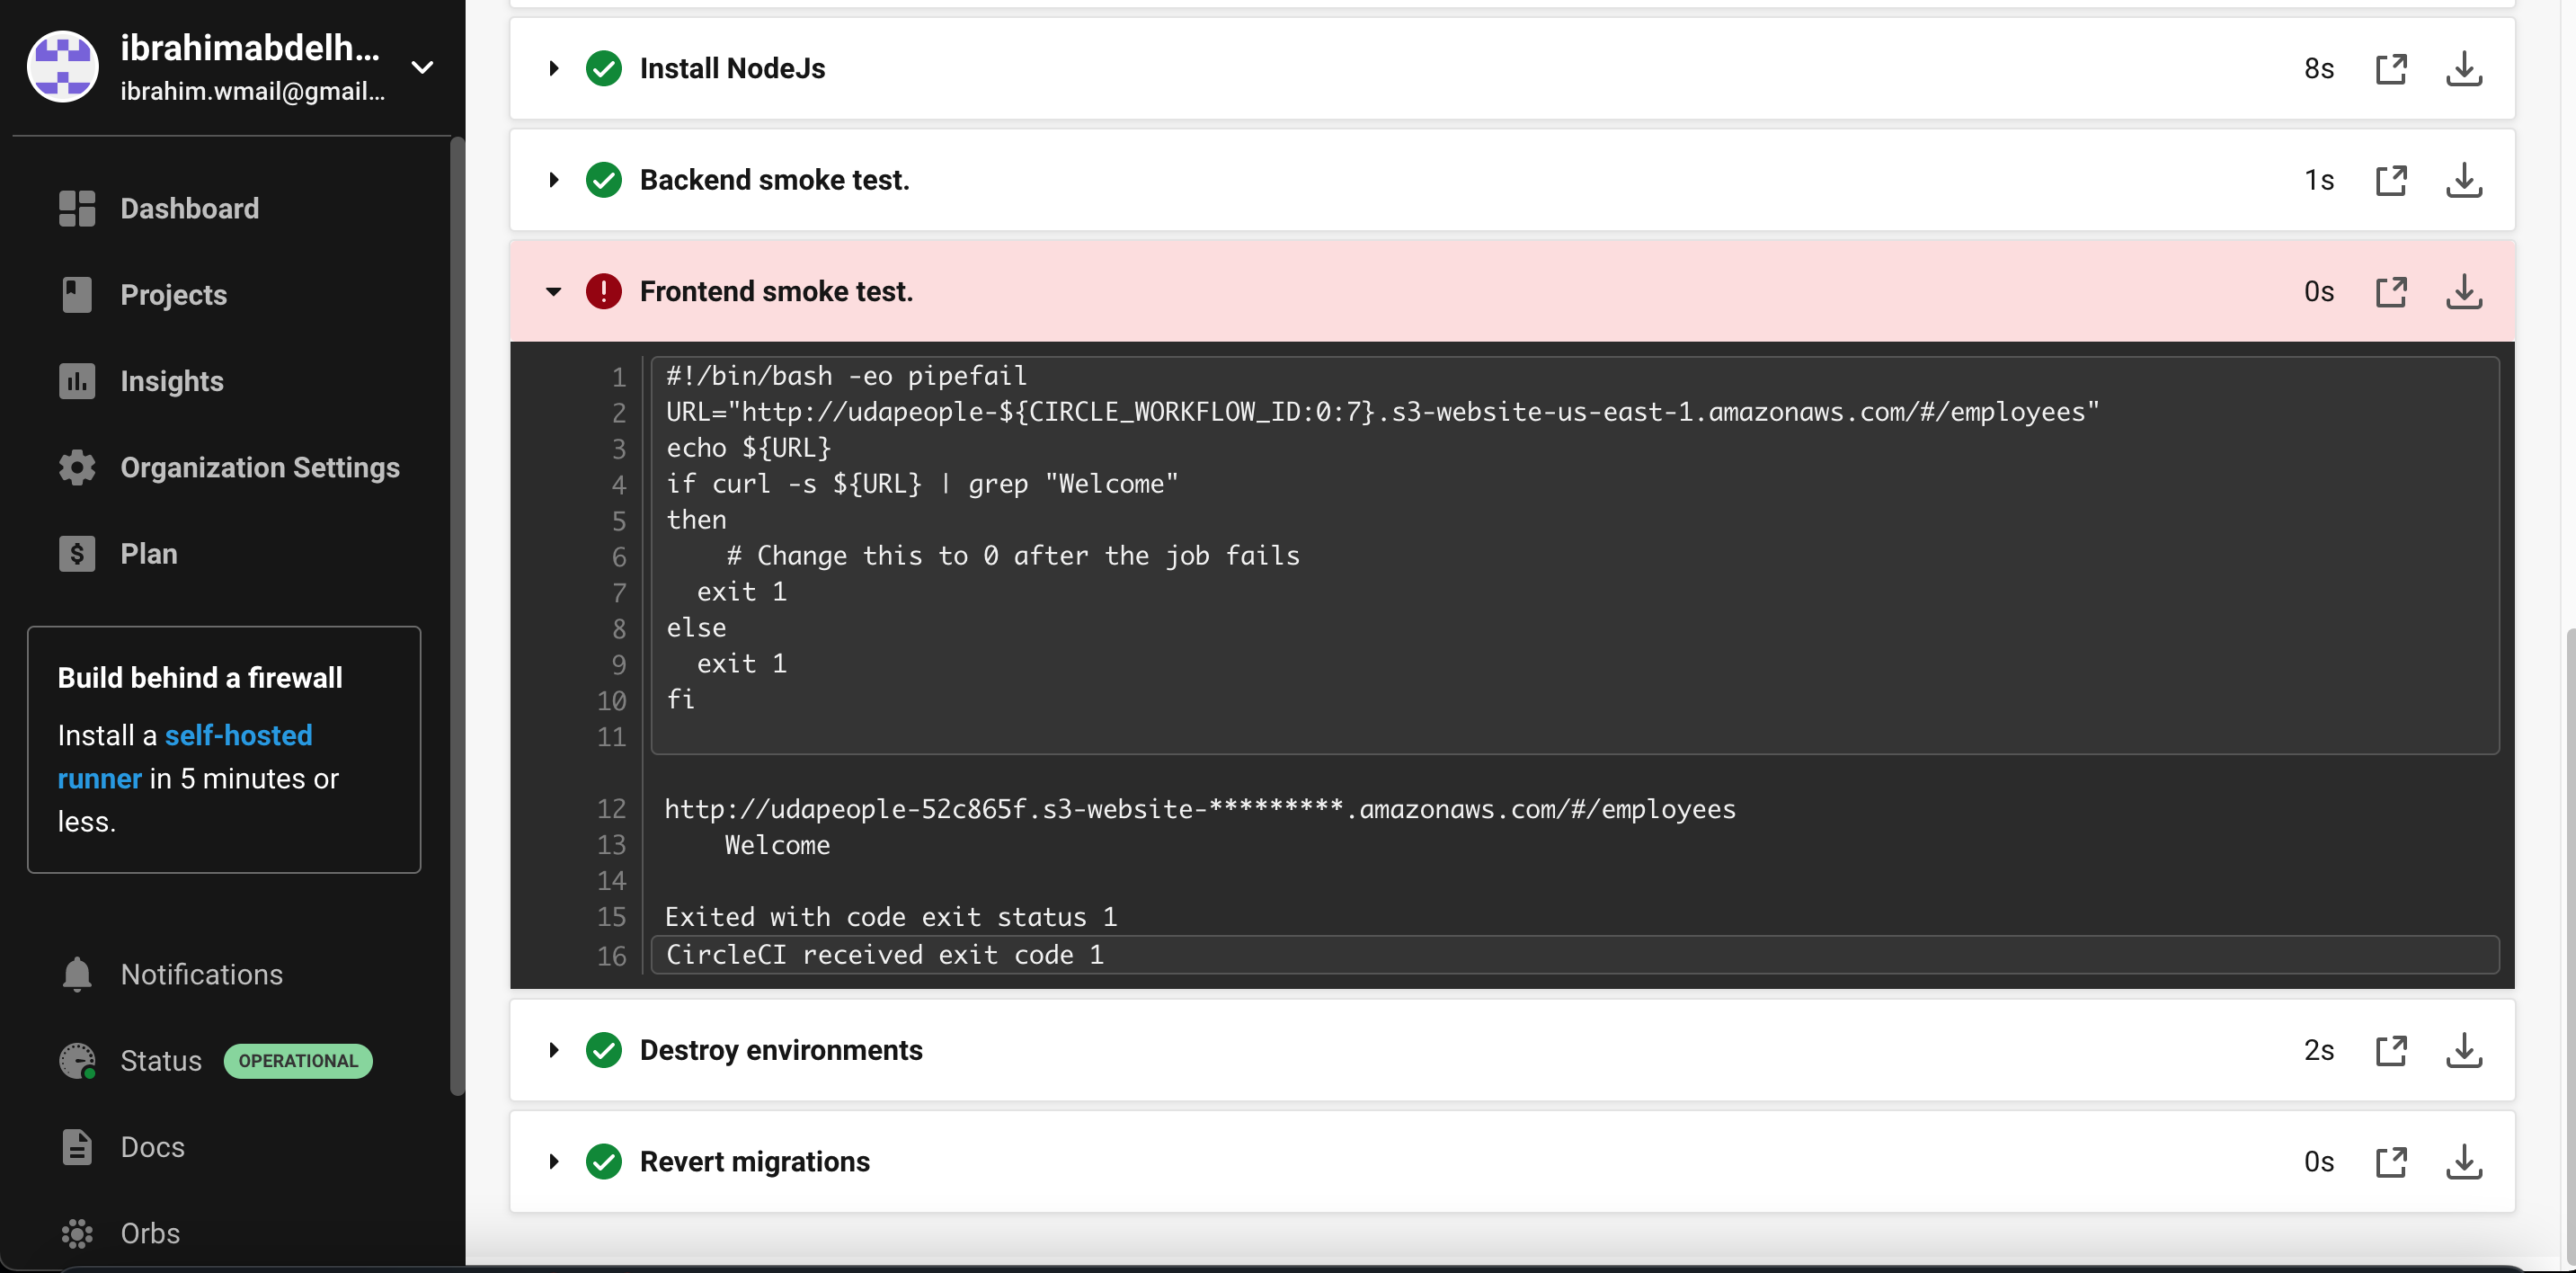 ibrahimabdelh...
ibrahim.wmail@gmail...
Dashboard
Projects
Insights
Organization Settings
Plan
Build behind a firewall
Install a self-hosted
runner in 5 minutes or
less.
Notifications
Status OPERATIONAL
Docs
Orbs
Install NodeJs 8s
Backend smoke test. 1s
Frontend smoke test. 0s
1 #!/bin/bash -eo pipefail
2 URL="http://udapeople-${CIRCLE_WORKFLOW_ID:0:7}.s3-website-us-east-1.amazonaws.com/#/employees"
3 echo ${URL}
4 if curl -s ${URL} | grep "Welcome"
5 then
6     # Change this to 0 after the job fails
7   exit 1
8 else
9   exit 1
10 fi
11
12 http://udapeople-52c865f.s3-website-*********.amazonaws.com/#/employees
13     Welcome
14
15 Exited with code exit status 1
16 CircleCI received exit code 1
Destroy environments 2s
Revert migrations 0s